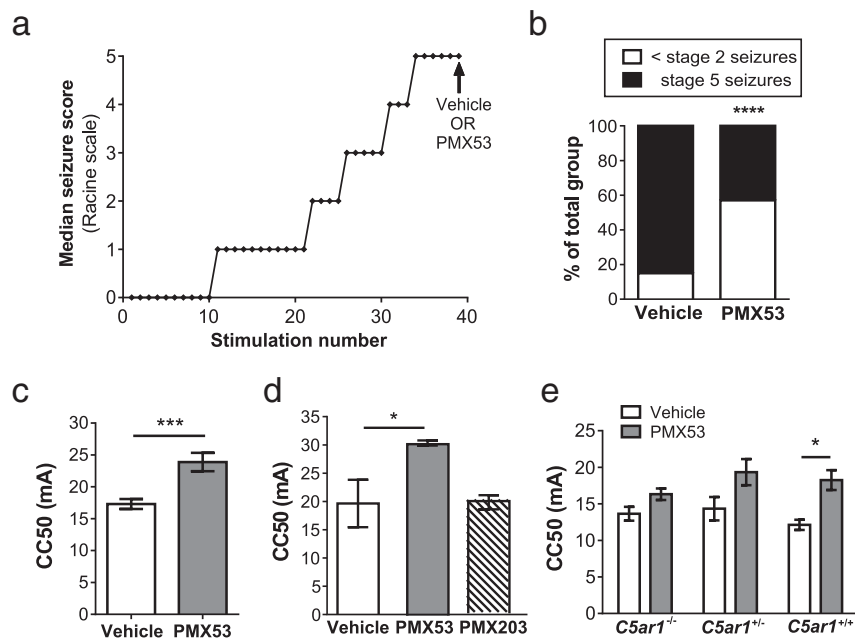 a
Median seizure score
(Racine scale)
5
4
3
2
1
0
0 10 20 30 40
Stimulation number
Vehicle
OR
PMX53
b
< stage 2 seizures
stage 5 seizures
****
% of total group
100
80
60
40
20
0
Vehicle PMX53
c
CC50 (mA)
30
25
20
15
10
5
0
***
Vehicle PMX53
d
CC50 (mA)
35
30
25
20
15
10
5
0
*
Vehicle PMX53 PMX203
e
Vehicle
PMX53
CC50 (mA)
25
20
15
10
5
0
*
C5ar1-/- C5ar1+/- C5ar1+/+